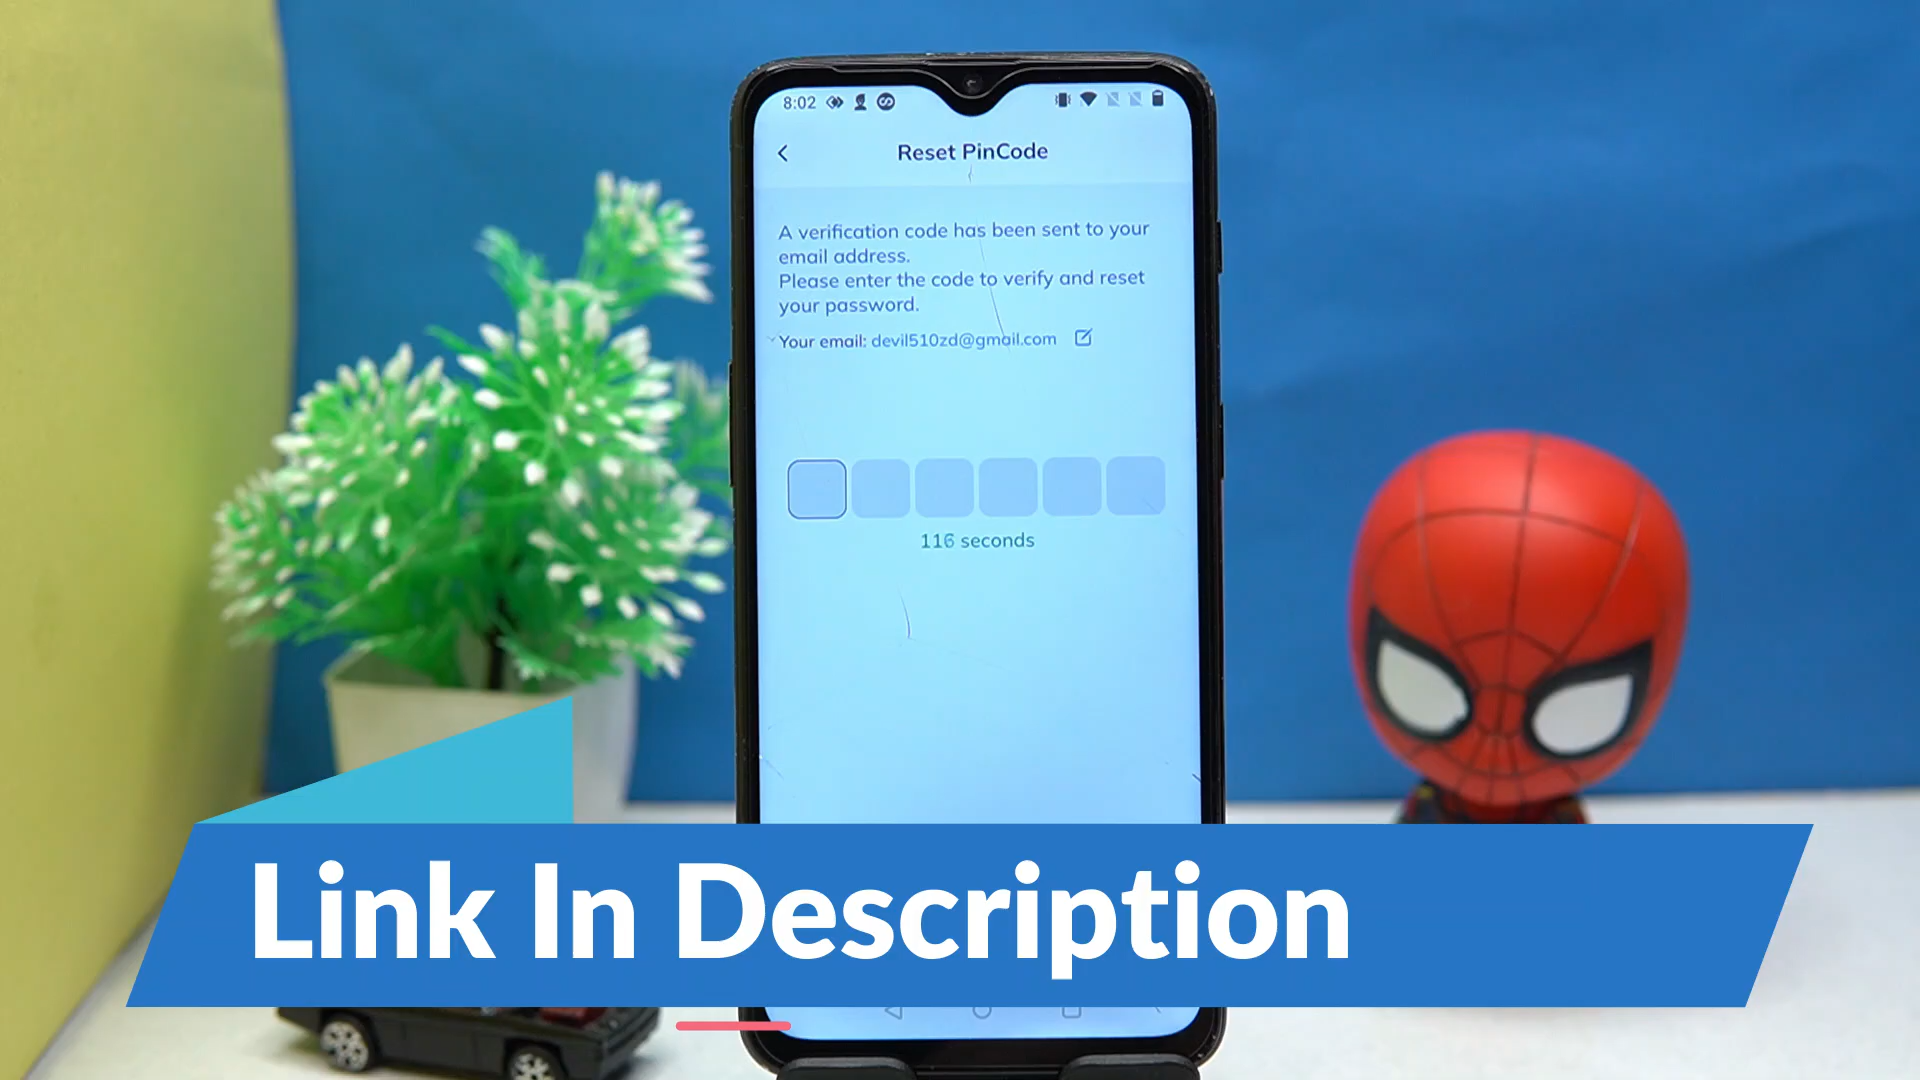 8:02
Reset PinCode
A verification code has been sent to your
email address.
Please enter the code to verify and reset
your password.
Your email: devil510zd@gmail.com
116 seconds
Link In Description